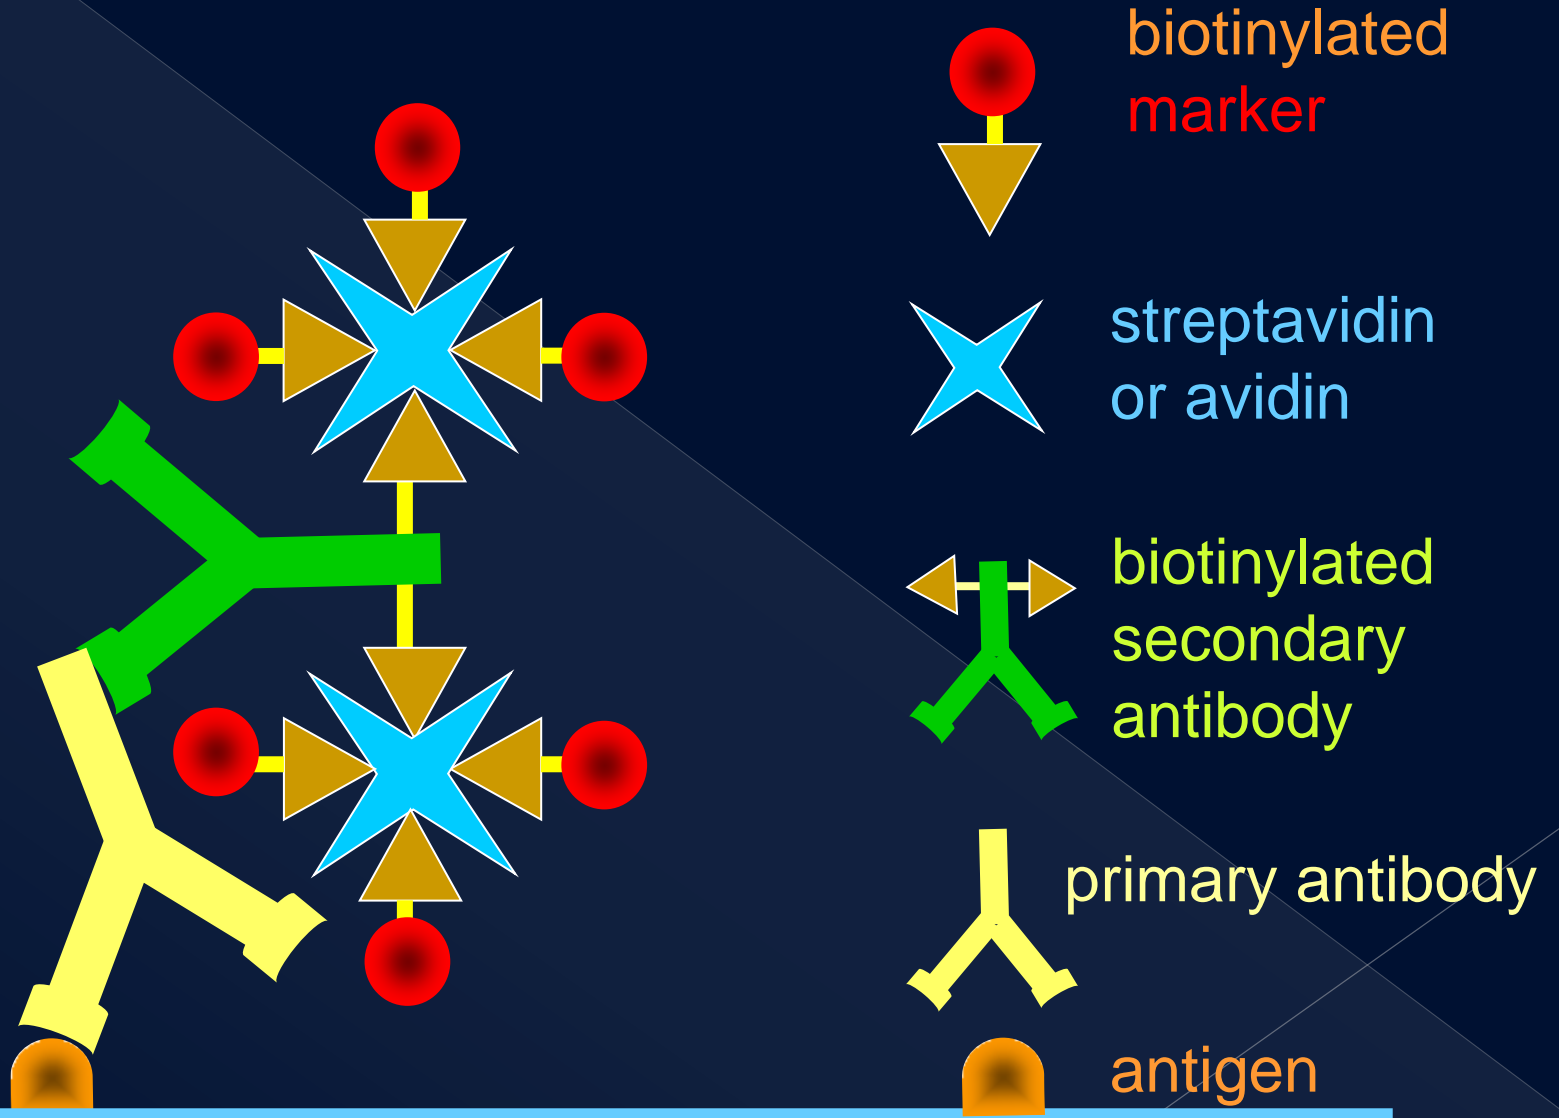 biotinylated
marker
streptavidin
or avidin
biotinylated
secondary
antibody
primary antibody
antigen